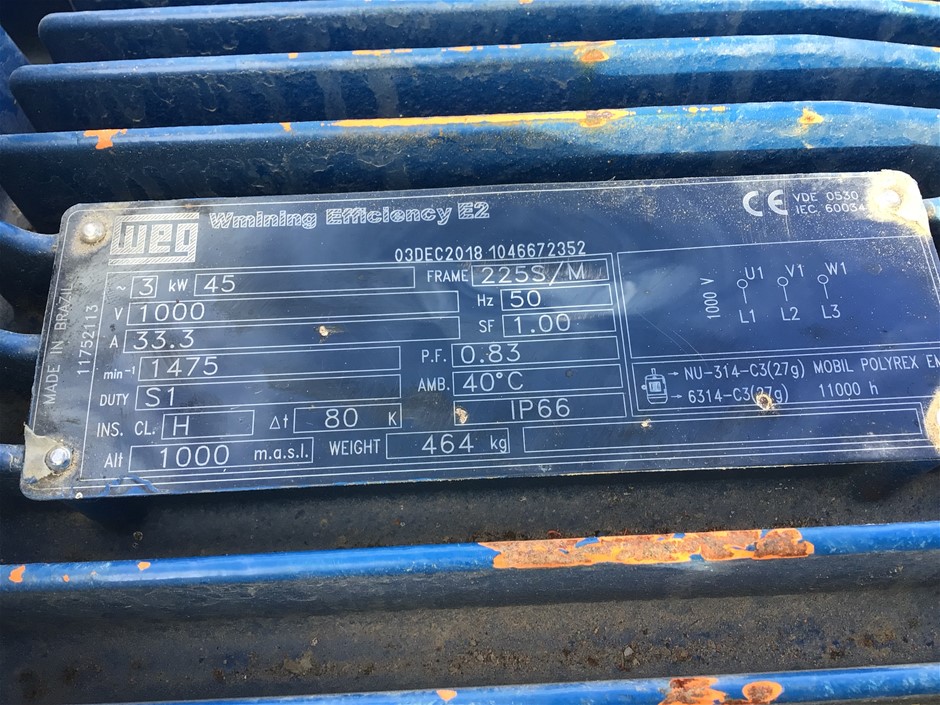 WEG Wmining Efficiency E2
CE VDE 0530
IEC 60034
03DEC2018 1046672352
MADE IN BRAZIL
11752113
~ 3 kW 45 FRAME 225S/M
V 1000 Hz 50
A 33.3 SF 1.00
min⁻¹ 1475 P.F. 0.83
DUTY S1 AMB. 40°C
INS. CL. H Δt 80 K IP66
Alt 1000 m.a.s.l. WEIGHT 464 kg
1000 V
U1 V1 W1
L1 L2 L3
→ NU-314-C3(27g) MOBIL POLYREX
→ 6314-C3(27g) 11000 h